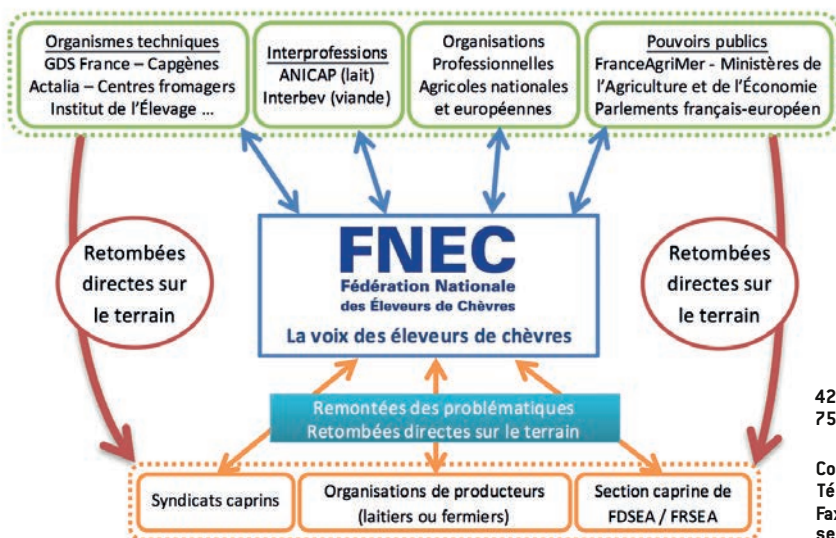 Organismes techniques
GDS France – Capgènes
Actalia – Centres fromagers
Institut de l'Élevage ...
Interprofessions
ANICAP (lait)
Interbev (viande)
Organisations
Professionnelles
Agricoles nationales
et européennes
Pouvoirs publics
FranceAgriMer - Ministères de
l'Agriculture et de l'Économie
Parlements français-européen
Retombées
directes sur
le terrain
FNEC
Fédération Nationale
des Éleveurs de Chèvres
La voix des éleveurs de chèvres
Retombées
directes sur
le terrain
Remontées des problématiques
Retombées directes sur le terrain
Syndicats caprins
Organisations de producteurs
(laitiers ou fermiers)
Section caprine de
FDSEA / FRSEA
42
75
Co
Té
Fax
se